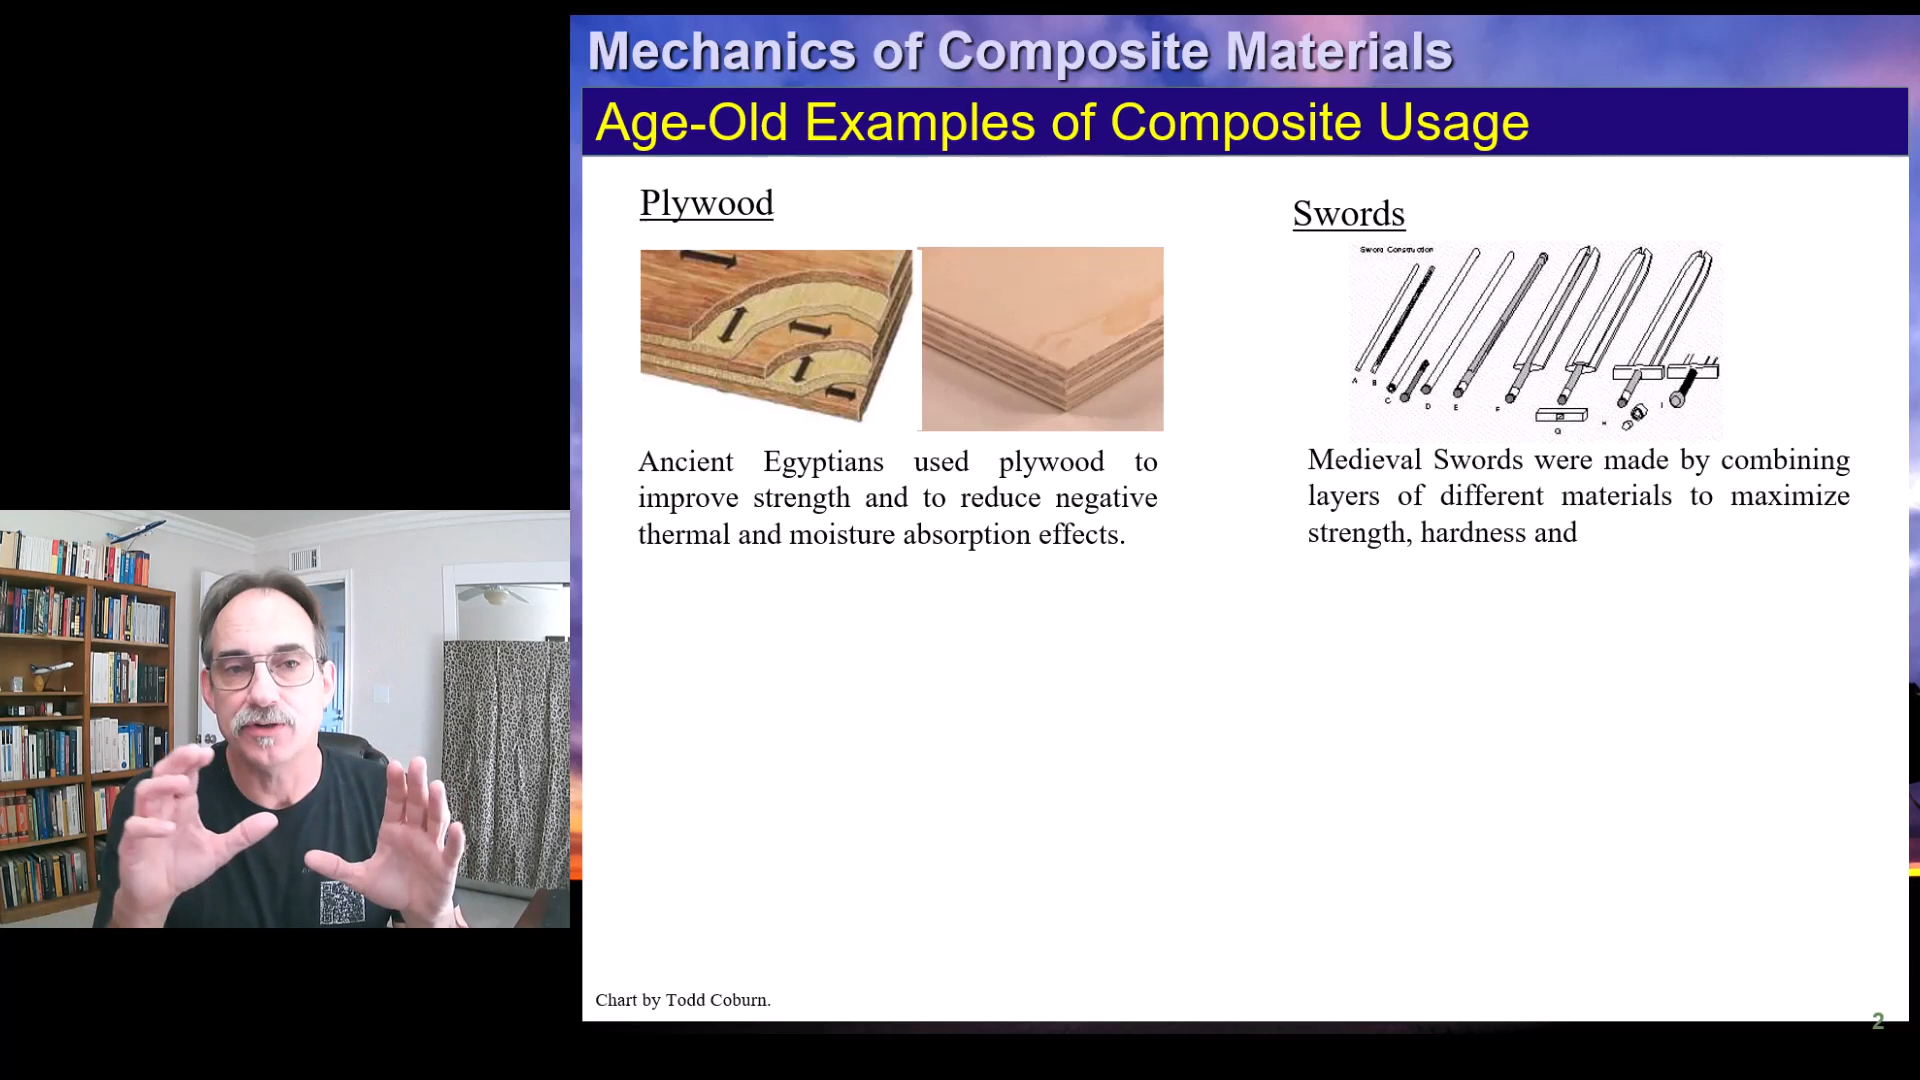 Mechanics of Composite Materials
Age-Old Examples of Composite Usage
Plywood
Swords
Sword Construction
A
B
C
D
E
F
G
H
I
Ancient Egyptians used plywood to
improve strength and to reduce negative
thermal and moisture absorption effects.
Medieval Swords were made by combining
layers of different materials to maximize
strength, hardness and
Chart by Todd Coburn.
2